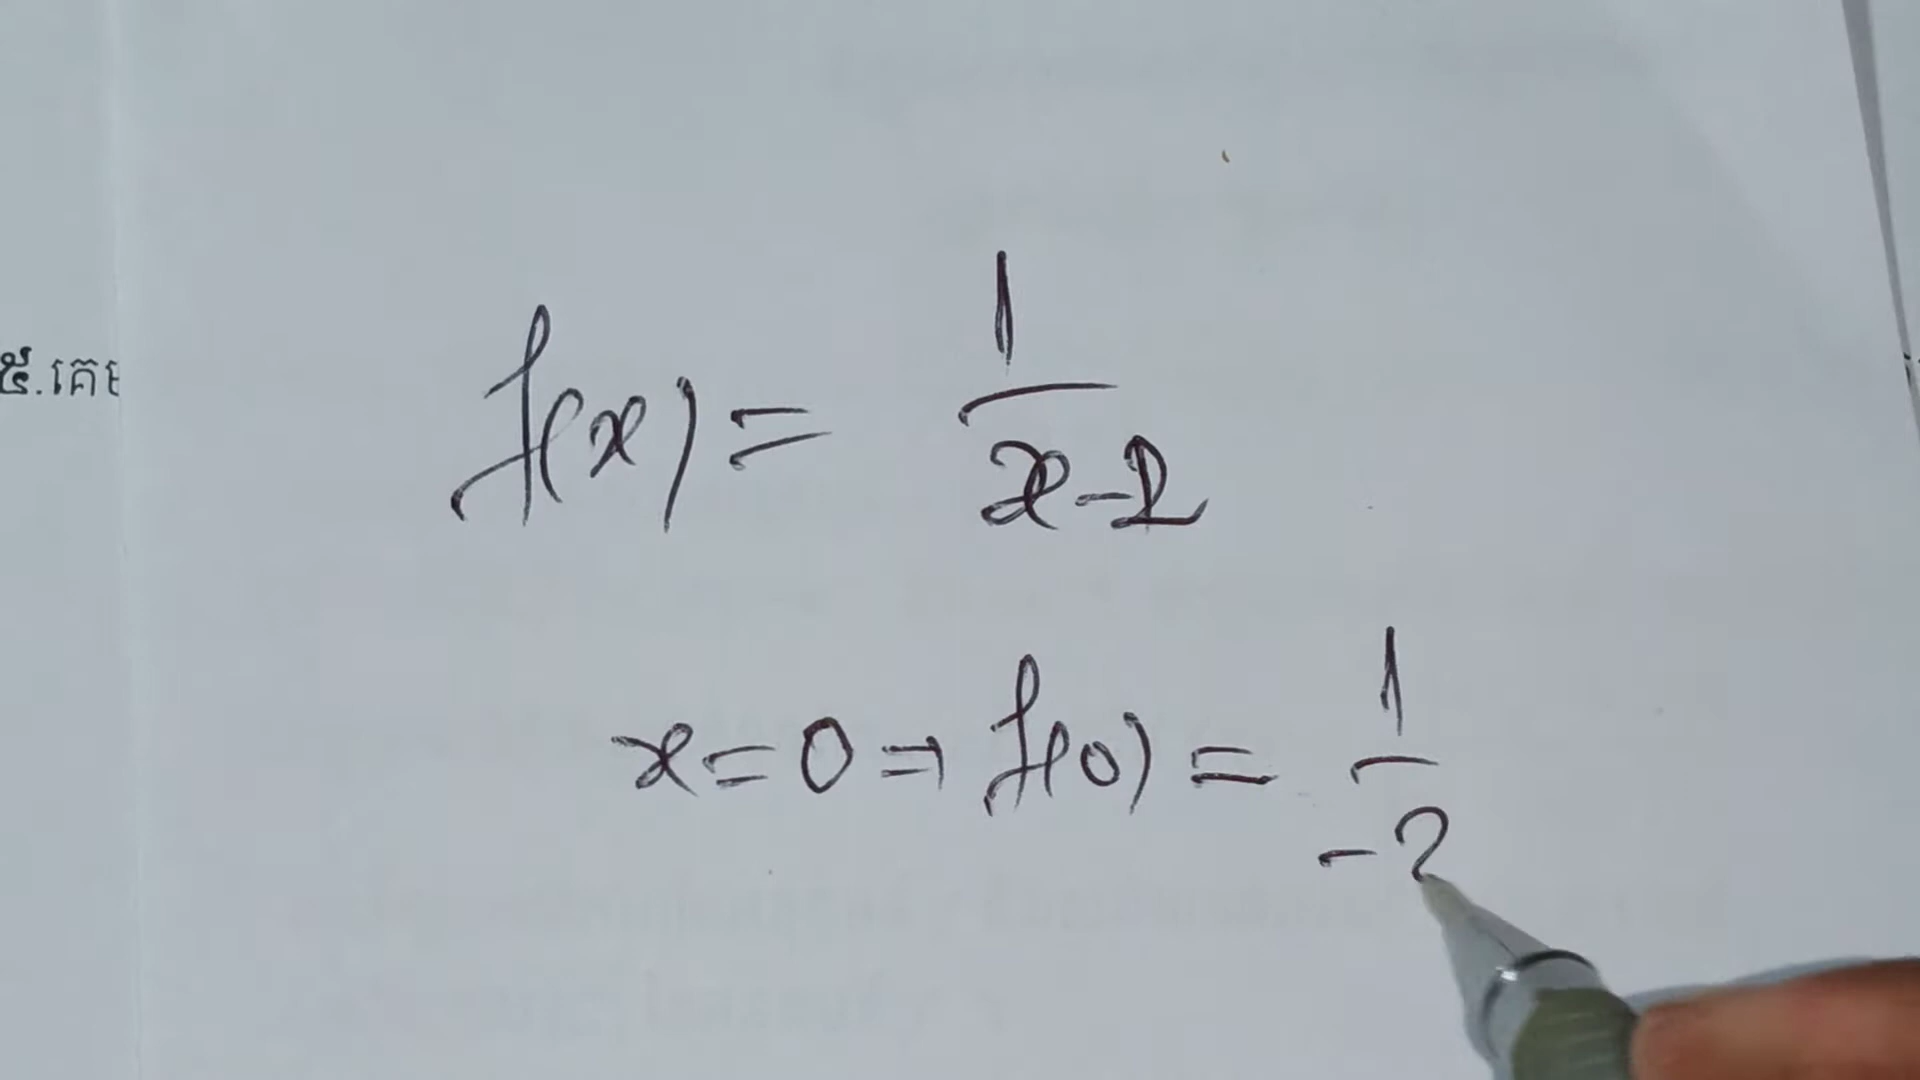 f(x) = 1/(x-2)
x = 0 ⇒ f(0) = 1/-2
៥.គេ